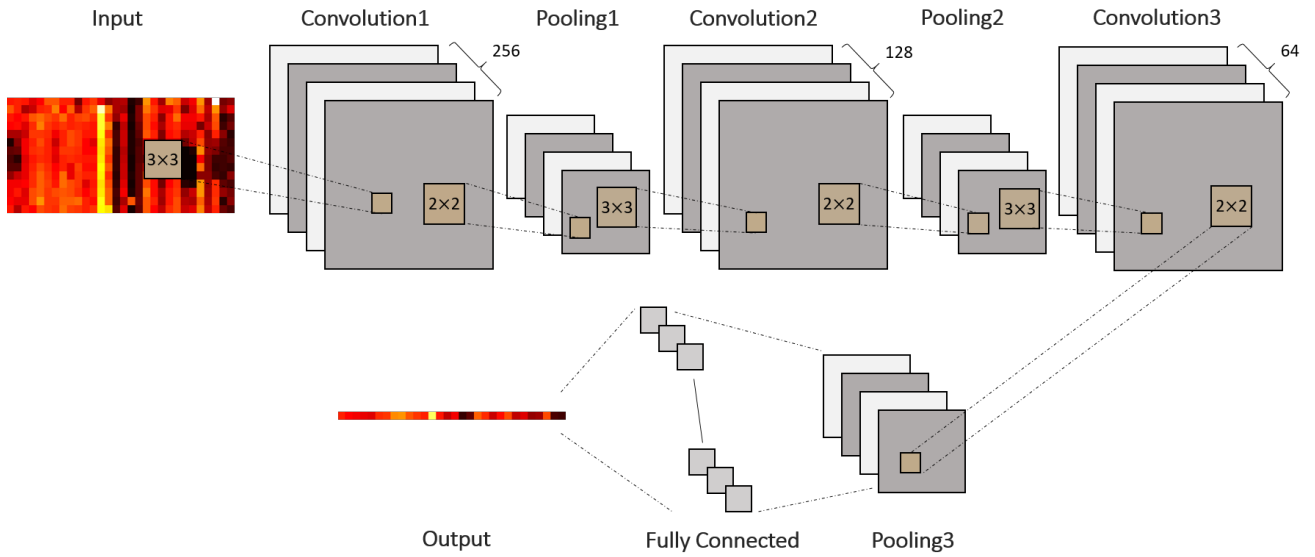 Input
Convolution1
Pooling1
Convolution2
Pooling2
Convolution3
256
128
64
3×3
2×2
3×3
2×2
3×3
2×2
Output
Fully Connected
Pooling3